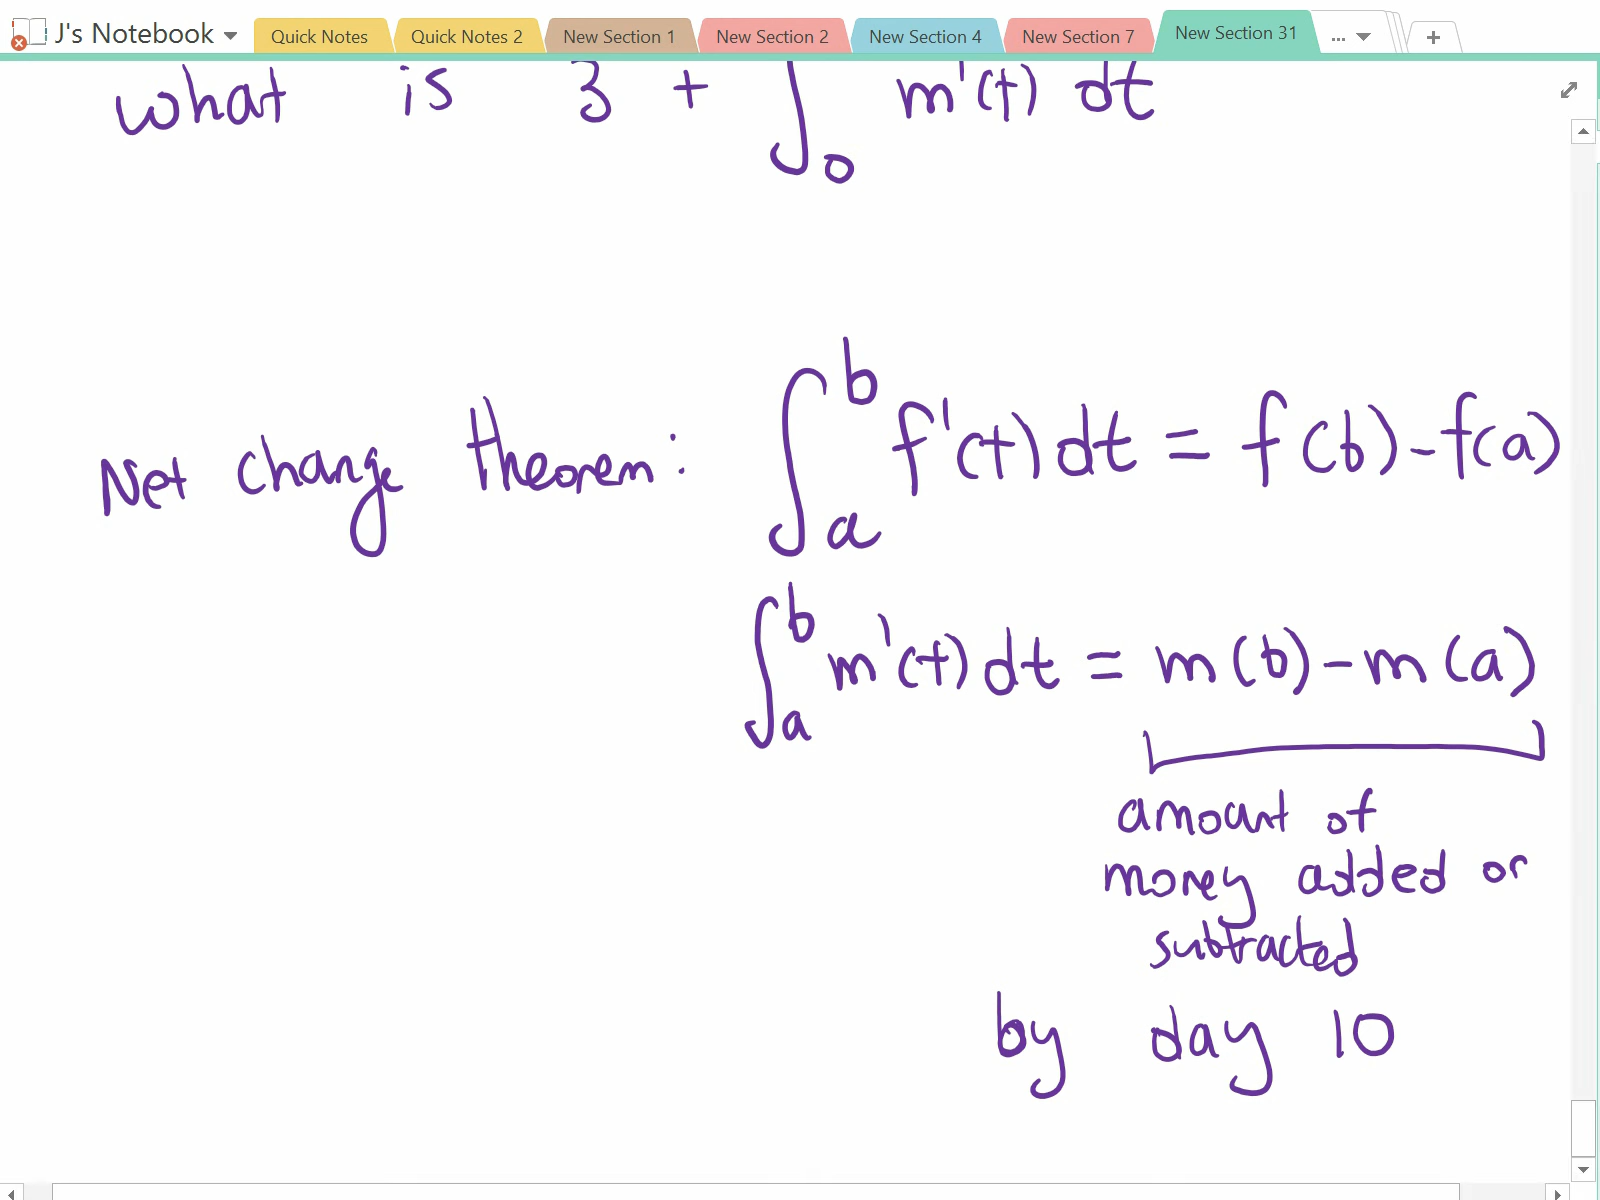 J's Notebook Quick Notes Quick Notes 2 New Section 1 New Section 2 New Section 4 New Section 7 New Section 31 ... +
what is 3 + ∫₀ m'(t) dt
Net change theorem: ∫ₐᵇ f'(t) dt = f(b) - f(a)
∫ₐᵇ m'(t) dt = m(b) - m(a)
amount of
money added or
subtracted
by day 10